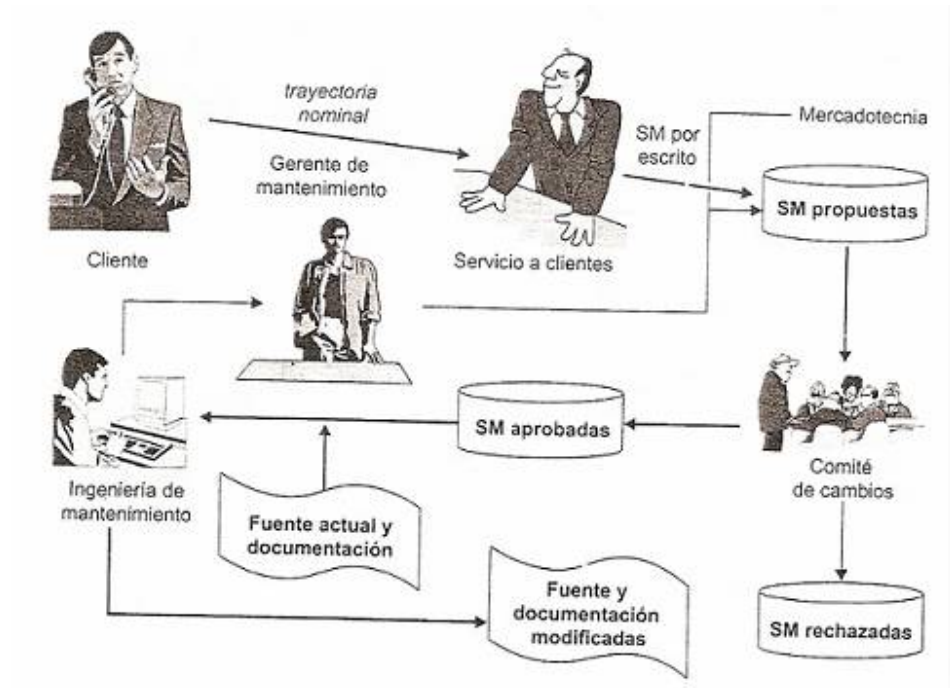 trayectoria
nominal
Mercadotecnia
SM por
escrito
Gerente de
mantenimiento
SM propuestas
Cliente
Servicio a clientes
SM aprobadas
Comité
de cambios
Ingeniería de
mantenimiento
Fuente actual y
documentación
Fuente y
documentación
modificadas
SM rechazadas